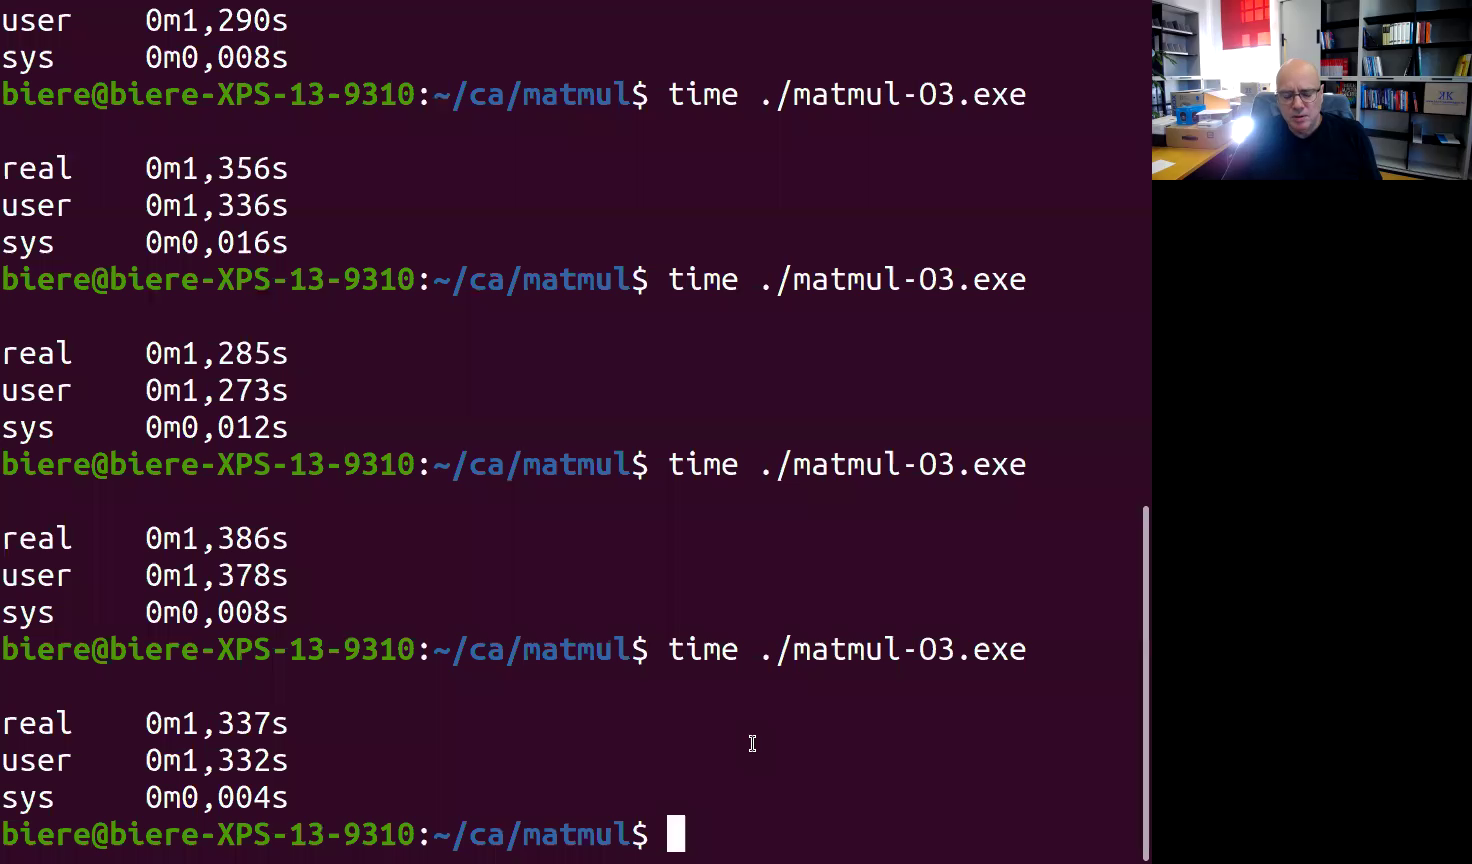 user 0m1,290s
sys 0m0,008s
biere@biere-XPS-13-9310:~/ca/matmul$ time ./matmul-O3.exe
real 0m1,356s
user 0m1,336s
sys 0m0,016s
biere@biere-XPS-13-9310:~/ca/matmul$ time ./matmul-O3.exe
real 0m1,285s
user 0m1,273s
sys 0m0,012s
biere@biere-XPS-13-9310:~/ca/matmul$ time ./matmul-O3.exe
real 0m1,386s
user 0m1,378s
sys 0m0,008s
biere@biere-XPS-13-9310:~/ca/matmul$ time ./matmul-O3.exe
real 0m1,337s
user 0m1,332s
sys 0m0,004s
biere@biere-XPS-13-9310:~/ca/matmul$